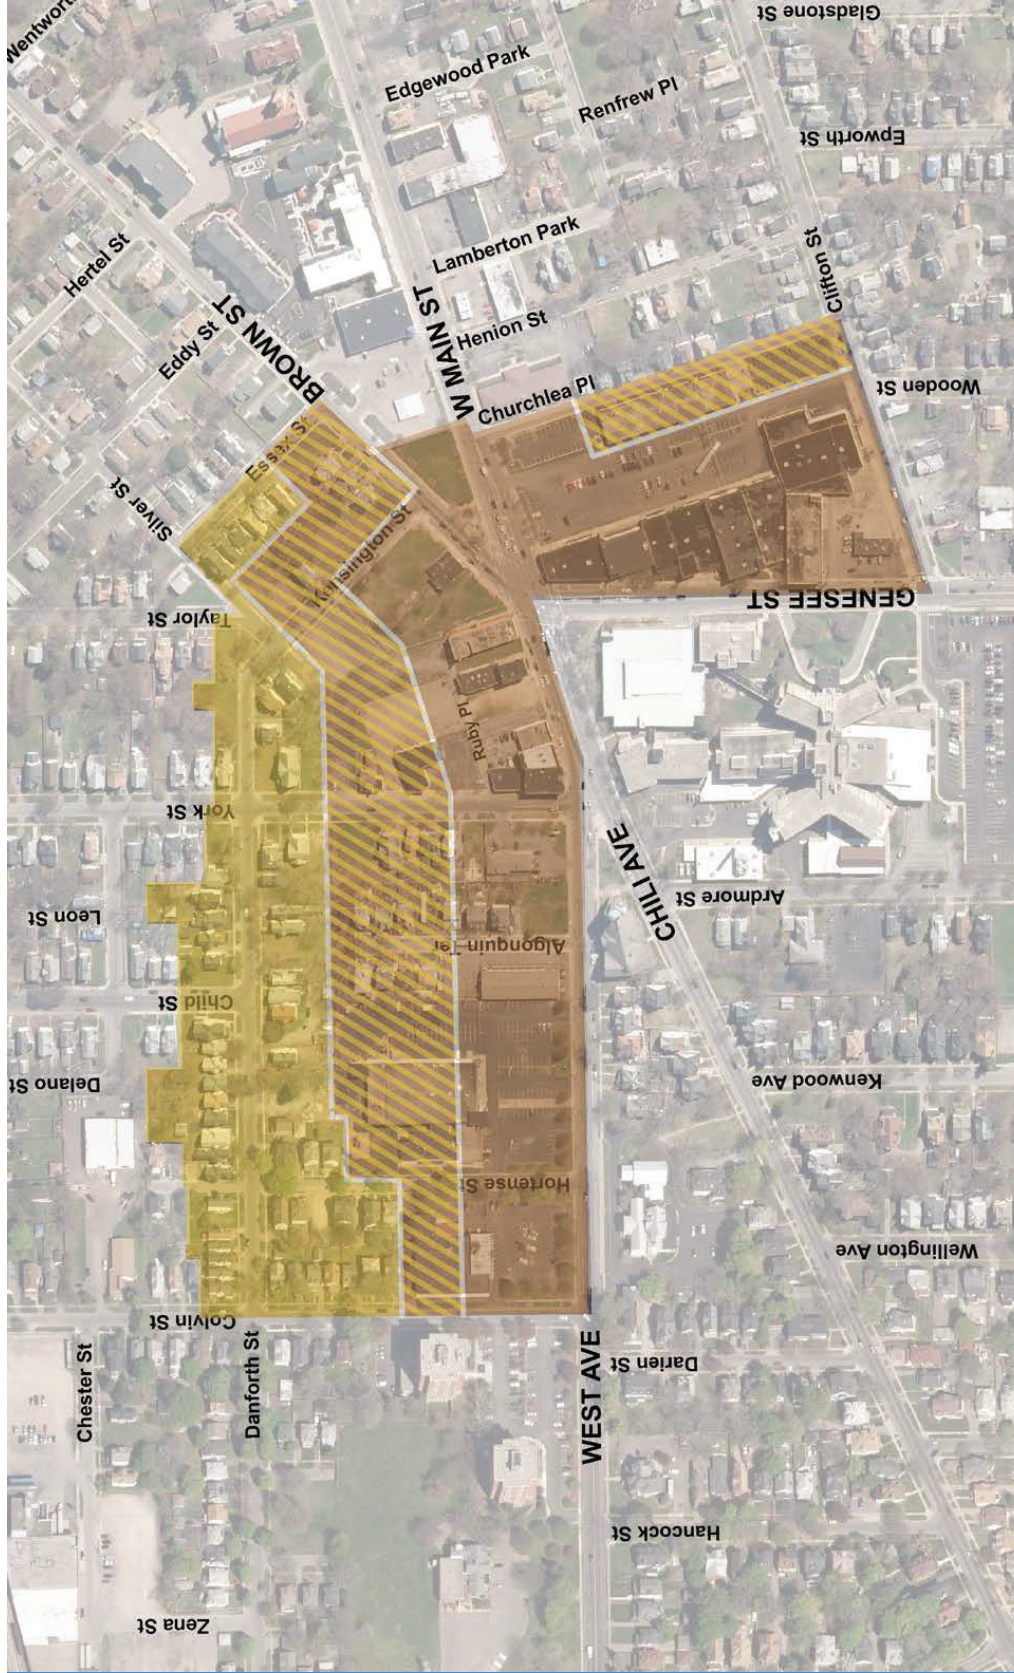 Wentwort
Gladstone St
Edgewood Park
Renfrew Pl
Epworth St
Hertel St
Lamberton Park
Clifton St
Eddy St
BROWN ST
W MAIN ST
Henion St
Churchlea Pl
Wooden St
Essex St
Silver St
Kensington St
Taylor St
GENESEE ST
Ruby Pl
York St
CHILI AVE
Ardmore St
Leon St
Algonquin Ter
Child St
Delano St
Kenwood Ave
Hortense St
Wellington Ave
Colvin St
Chester St
Danforth St
WEST AVE
Darien St
Hancock St
Zena St